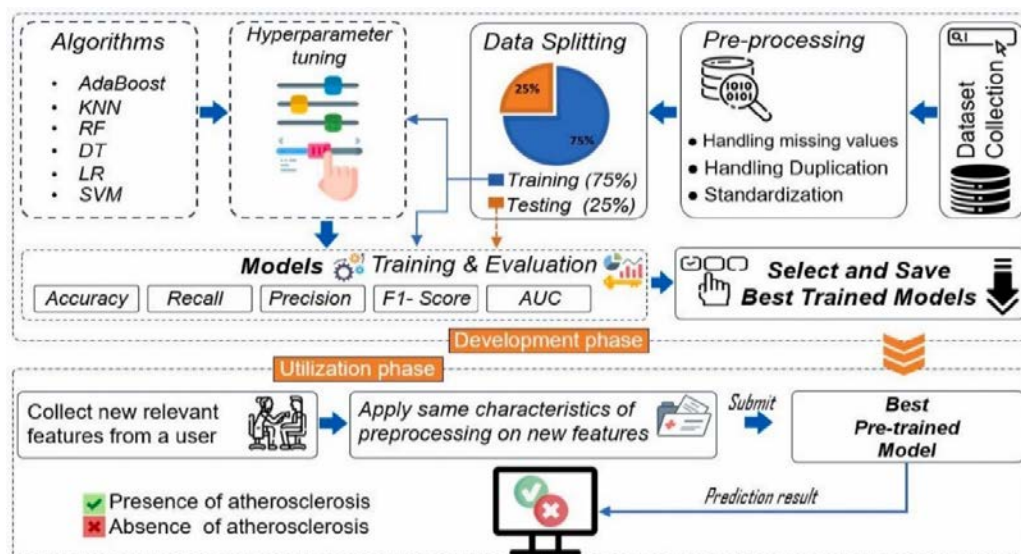 Algorithms
• AdaBoost
• KNN
• RF
• DT
• LR
• SVM
Hyperparameter
tuning
Data Splitting
25%
75%
Training (75%)
Testing (25%)
Pre-processing
1010
0101
• Handling missing values
• Handling Duplication
• Standardization
Dataset
Collection
Models Training & Evaluation
Accuracy
Recall
Precision
F1- Score
AUC
Select and Save
Best Trained Models
Development phase
Utilization phase
Collect new relevant
features from a user
Apply same characteristics of
preprocessing on new features
Submit
Best
Pre-trained
Model
Prediction result
Presence of atherosclerosis
Absence of atherosclerosis